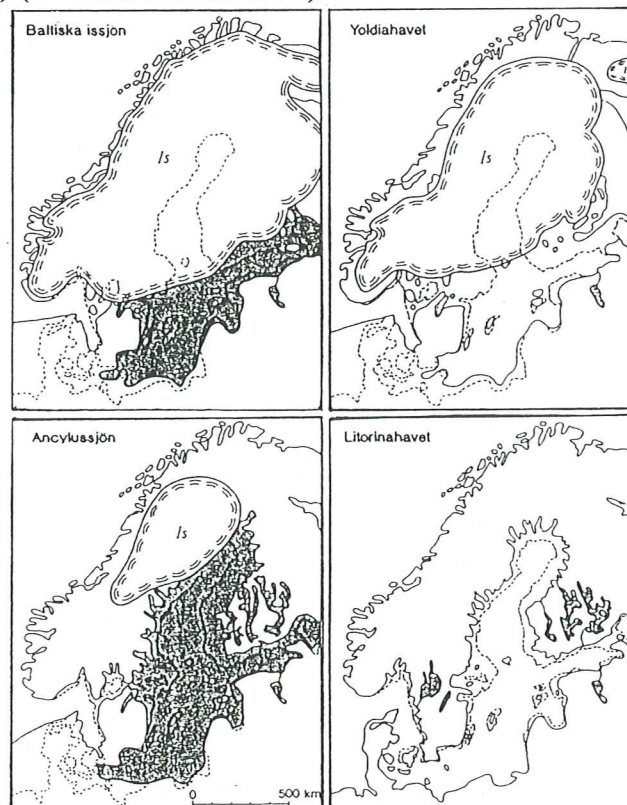 Baltiska issjön
Is
Yoldiahavet
Is
Ancylussjön
Is
0 500 km
Litorinahavet